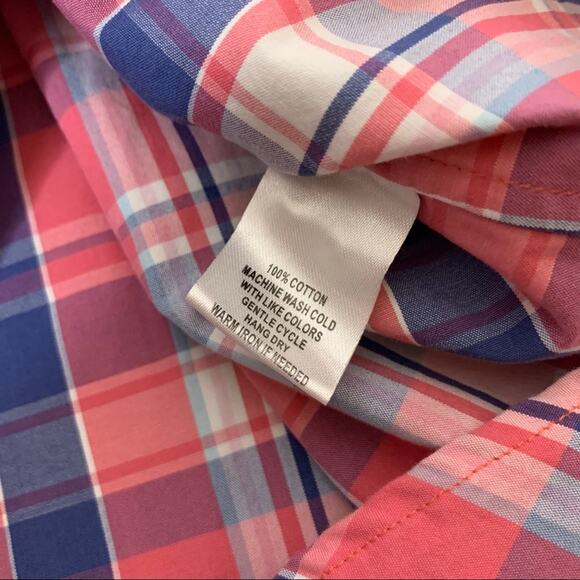 100% COTTON
MACHINE WASH COLD
WITH LIKE COLORS
GENTLE CYCLE
HANG DRY
WARM IRON IF NEEDED